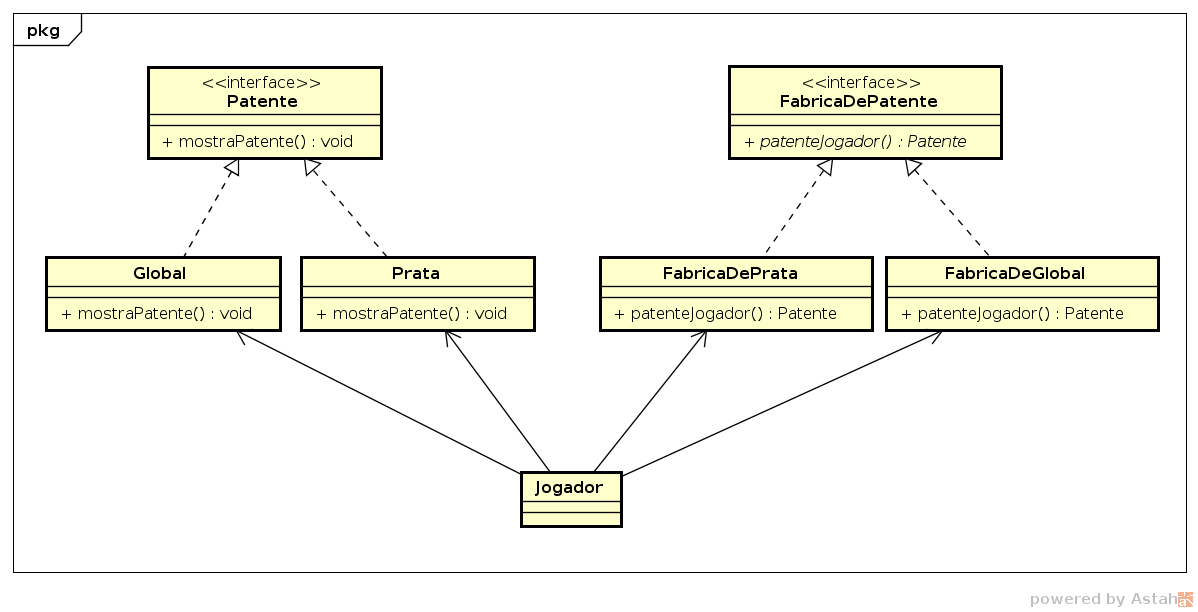 pkg
<<interface>>
Patente
+ mostraPatente() : void
<<interface>>
FabricaDePatente
+ patenteJogador() : Patente
Global
+ mostraPatente() : void
Prata
+ mostraPatente() : void
FabricaDePrata
+ patenteJogador() : Patente
FabricaDeGlobal
+ patenteJogador() : Patente
Jogador
powered by Astah